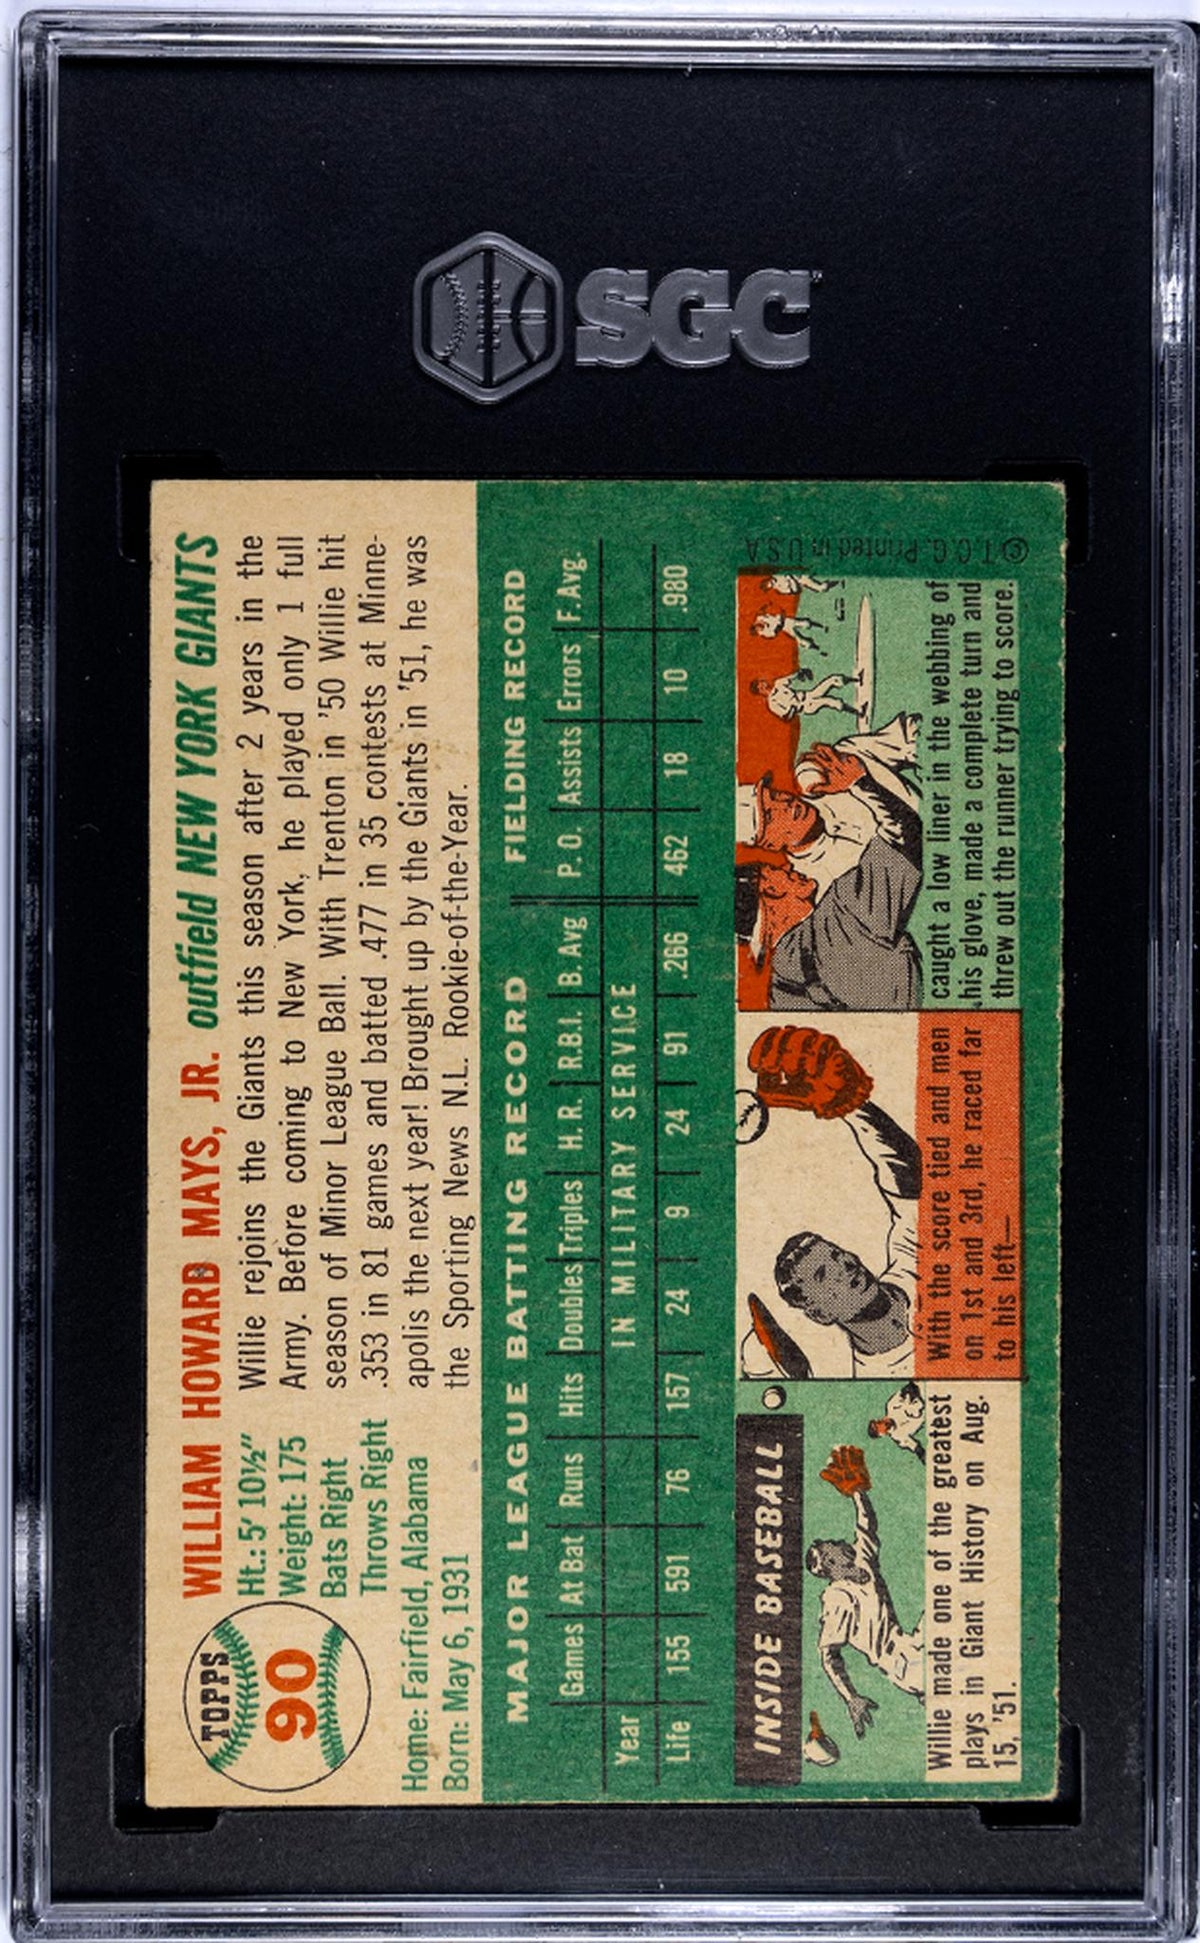 SGC
TOPPS
90
WILLIAM HOWARD MAYS, JR. outfield NEW YORK GIANTS
Ht.: 5' 10½"
Weight: 175
Bats Right
Throws Right
Home: Fairfield, Alabama
Born: May 6, 1931
Willie rejoins the Giants this season after 2 years in the
Army. Before coming to New York, he played only 1 full
season of Minor League Ball. With Trenton in '50 Willie hit
.353 in 81 games and batted .477 in 35 contests at Minne-
apolis the next year! Brought up by the Giants in '51, he was
the Sporting News N.L. Rookie-of-the-Year.
MAJOR LEAGUE BATTING RECORD FIELDING RECORD
Games At Bat Runs Hits Doubles Triples H.R. R.B.I. B. Avg P. O. Assists Errors F. Avg.
Year IN MILITARY SERVICE
Life 155 591 76 157 24 9 24 91 .266 462 18 10 .980
INSIDE BASEBALL
Willie made one of the greatest
plays in Giant History on Aug.
15, '51.
With the score tied and men
on 1st and 3rd, he raced far
to his left—
caught a low liner in the webbing of
his glove, made a complete turn and
threw out the runner trying to score.
© T.C.G. Printed in U.S.A